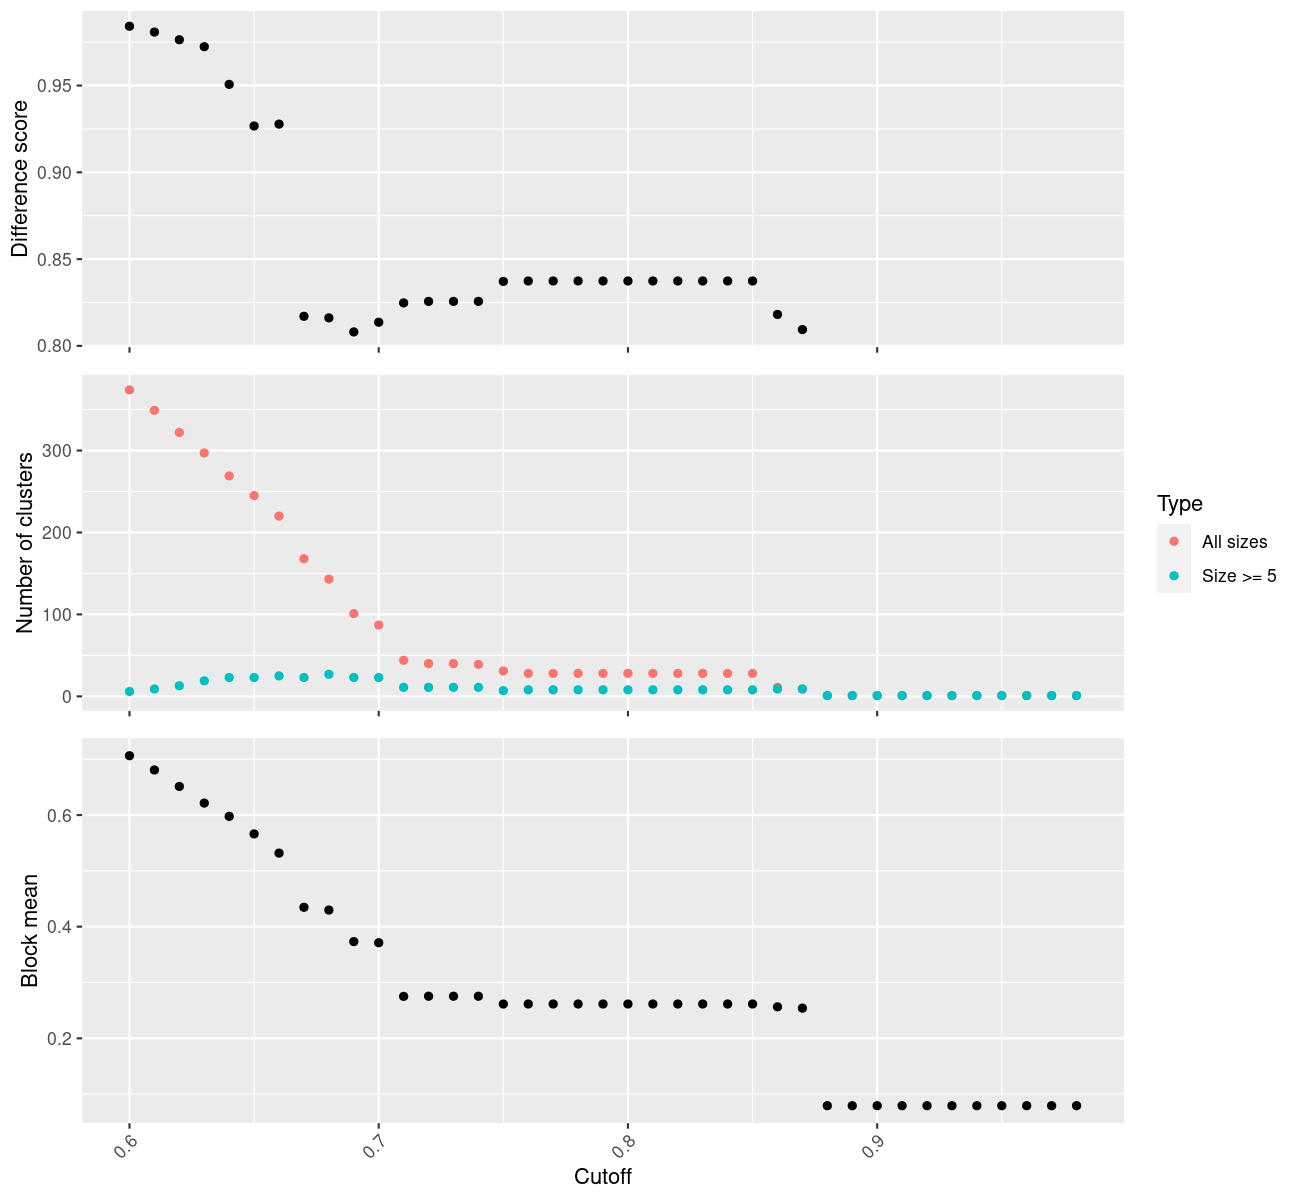 Difference score
0.95
0.90
0.85
0.80
Number of clusters
300
200
100
0
Type
All sizes
Size >= 5
Block mean
0.6
0.4
0.2
0.6
0.7
0.8
0.9
Cutoff